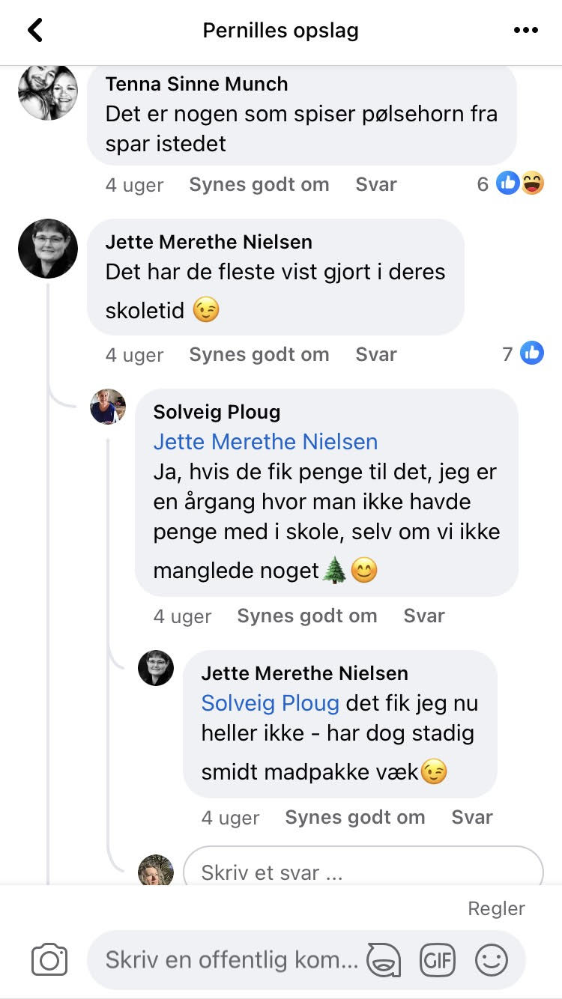 Pernilles opslag
Tenna Sinne Munch
Det er nogen som spiser pølsehorn fra
spar istedet
4 uger Synes godt om Svar 6
Jette Merethe Nielsen
Det har de fleste vist gjort i deres
skoletid 😉
4 uger Synes godt om Svar 7
Solveig Ploug
Jette Merethe Nielsen
Ja, hvis de fik penge til det, jeg er
en årgang hvor man ikke havde
penge med i skole, selv om vi ikke
manglede noget🌲😊
4 uger Synes godt om Svar
Jette Merethe Nielsen
Solveig Ploug det fik jeg nu
heller ikke - har dog stadig
smidt madpakke væk😉
4 uger Synes godt om Svar
Skriv et svar ...
Regler
Skriv en offentlig kom... GIF